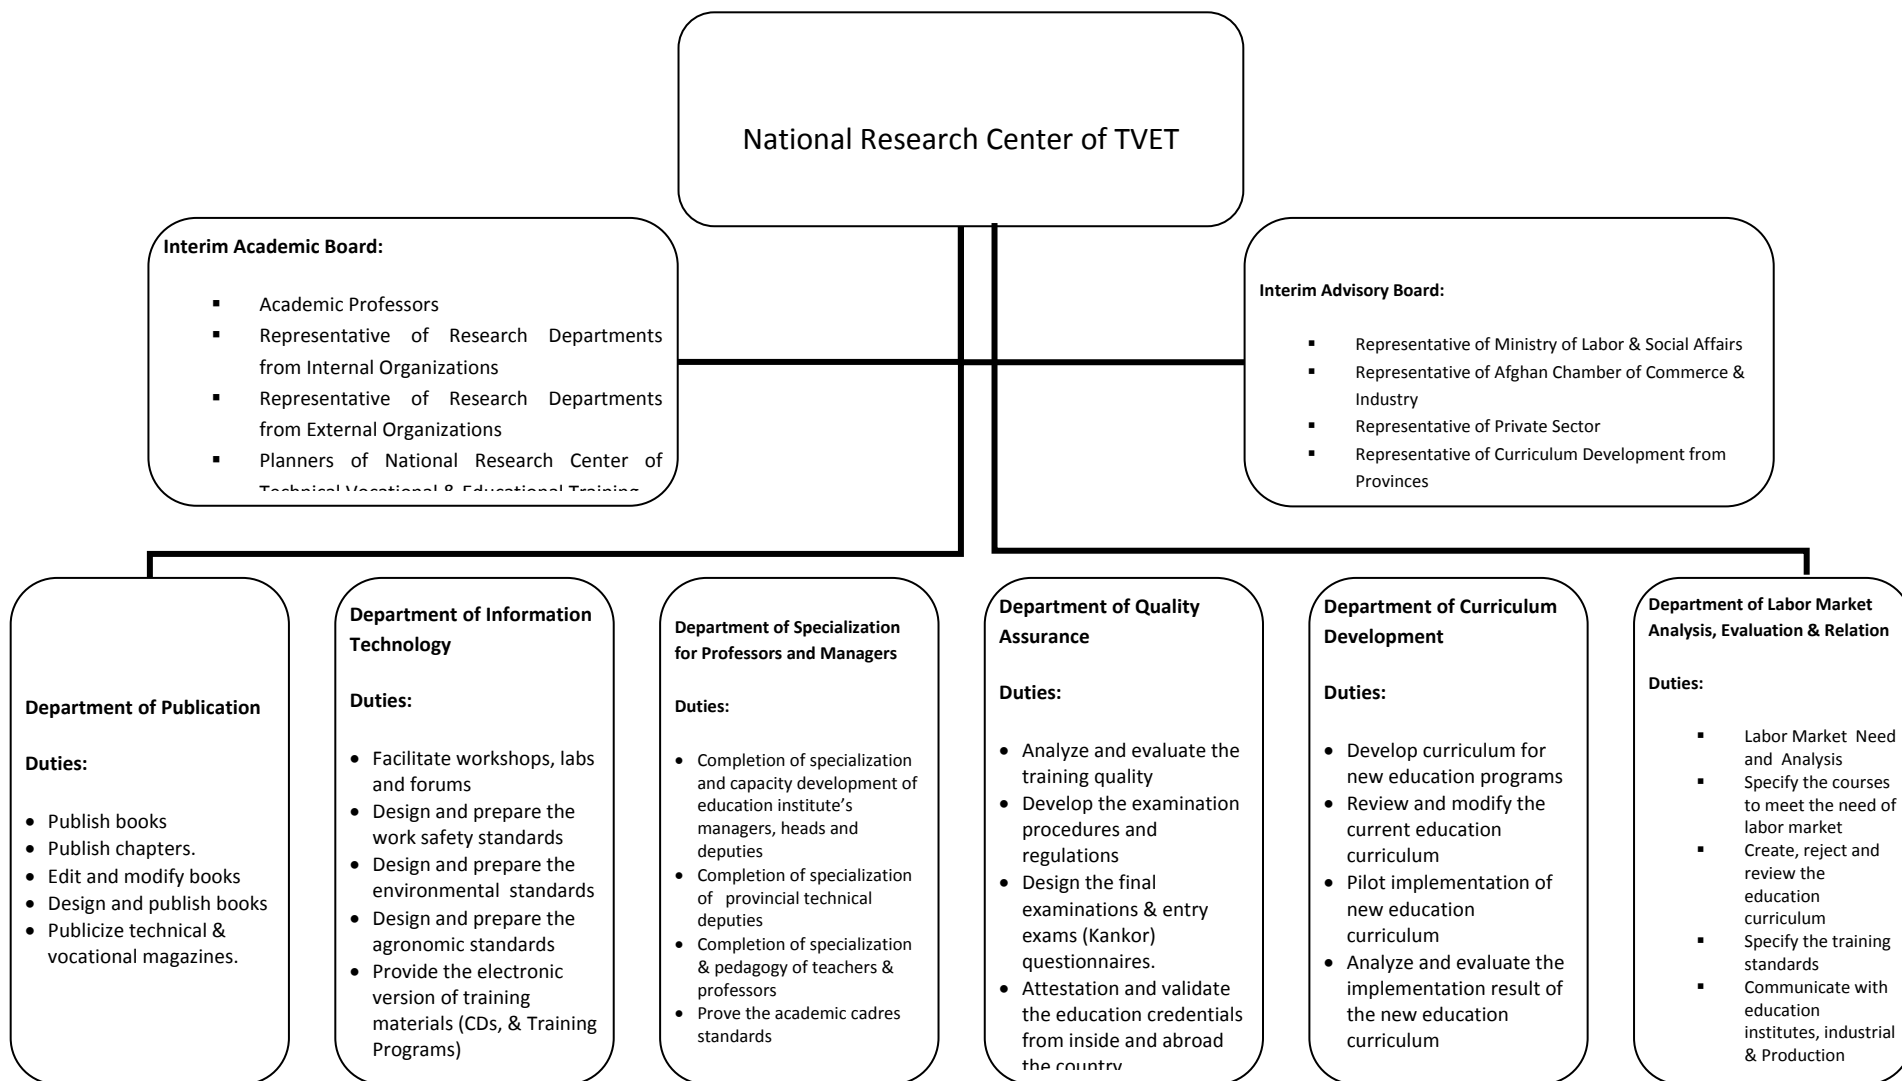 National Research Center of TVET
Interim Academic Board:
▪ Academic Professors
▪ Representative of Research Departments
from Internal Organizations
▪ Representative of Research Departments
from External Organizations
▪ Planners of National Research Center of
Technical Vocational & Educational Training
Interim Advisory Board:
▪ Representative of Ministry of Labor & Social Affairs
▪ Representative of Afghan Chamber of Commerce &
Industry
▪ Representative of Private Sector
▪ Representative of Curriculum Development from
Provinces
Department of Publication
Duties:
• Publish books
• Publish chapters.
• Edit and modify books
• Design and publish books
• Publicize technical &
vocational magazines.
Department of Information
Technology
Duties:
• Facilitate workshops, labs
and forums
• Design and prepare the
work safety standards
• Design and prepare the
environmental standards
• Design and prepare the
agronomic standards
• Provide the electronic
version of training
materials (CDs, & Training
Programs)
Department of Specialization
for Professors and Managers
Duties:
• Completion of specialization
and capacity development of
education institute’s
managers, heads and
deputies
• Completion of specialization
of provincial technical
deputies
• Completion of specialization
& pedagogy of teachers &
professors
• Prove the academic cadres
standards
Department of Quality
Assurance
Duties:
• Analyze and evaluate the
training quality
• Develop the examination
procedures and
regulations
• Design the final
examinations & entry
exams (Kankor)
questionnaires.
• Attestation and validate
the education credentials
from inside and abroad
the country
Department of Curriculum
Development
Duties:
• Develop curriculum for
new education programs
• Review and modify the
current education
curriculum
• Pilot implementation of
new education
curriculum
• Analyze and evaluate the
implementation result of
the new education
curriculum
Department of Labor Market
Analysis, Evaluation & Relation
Duties:
▪ Labor Market Need
and Analysis
▪ Specify the courses
to meet the need of
labor market
▪ Create, reject and
review the
education
curriculum
▪ Specify the training
standards
▪ Communicate with
education
institutes, industrial
& Production